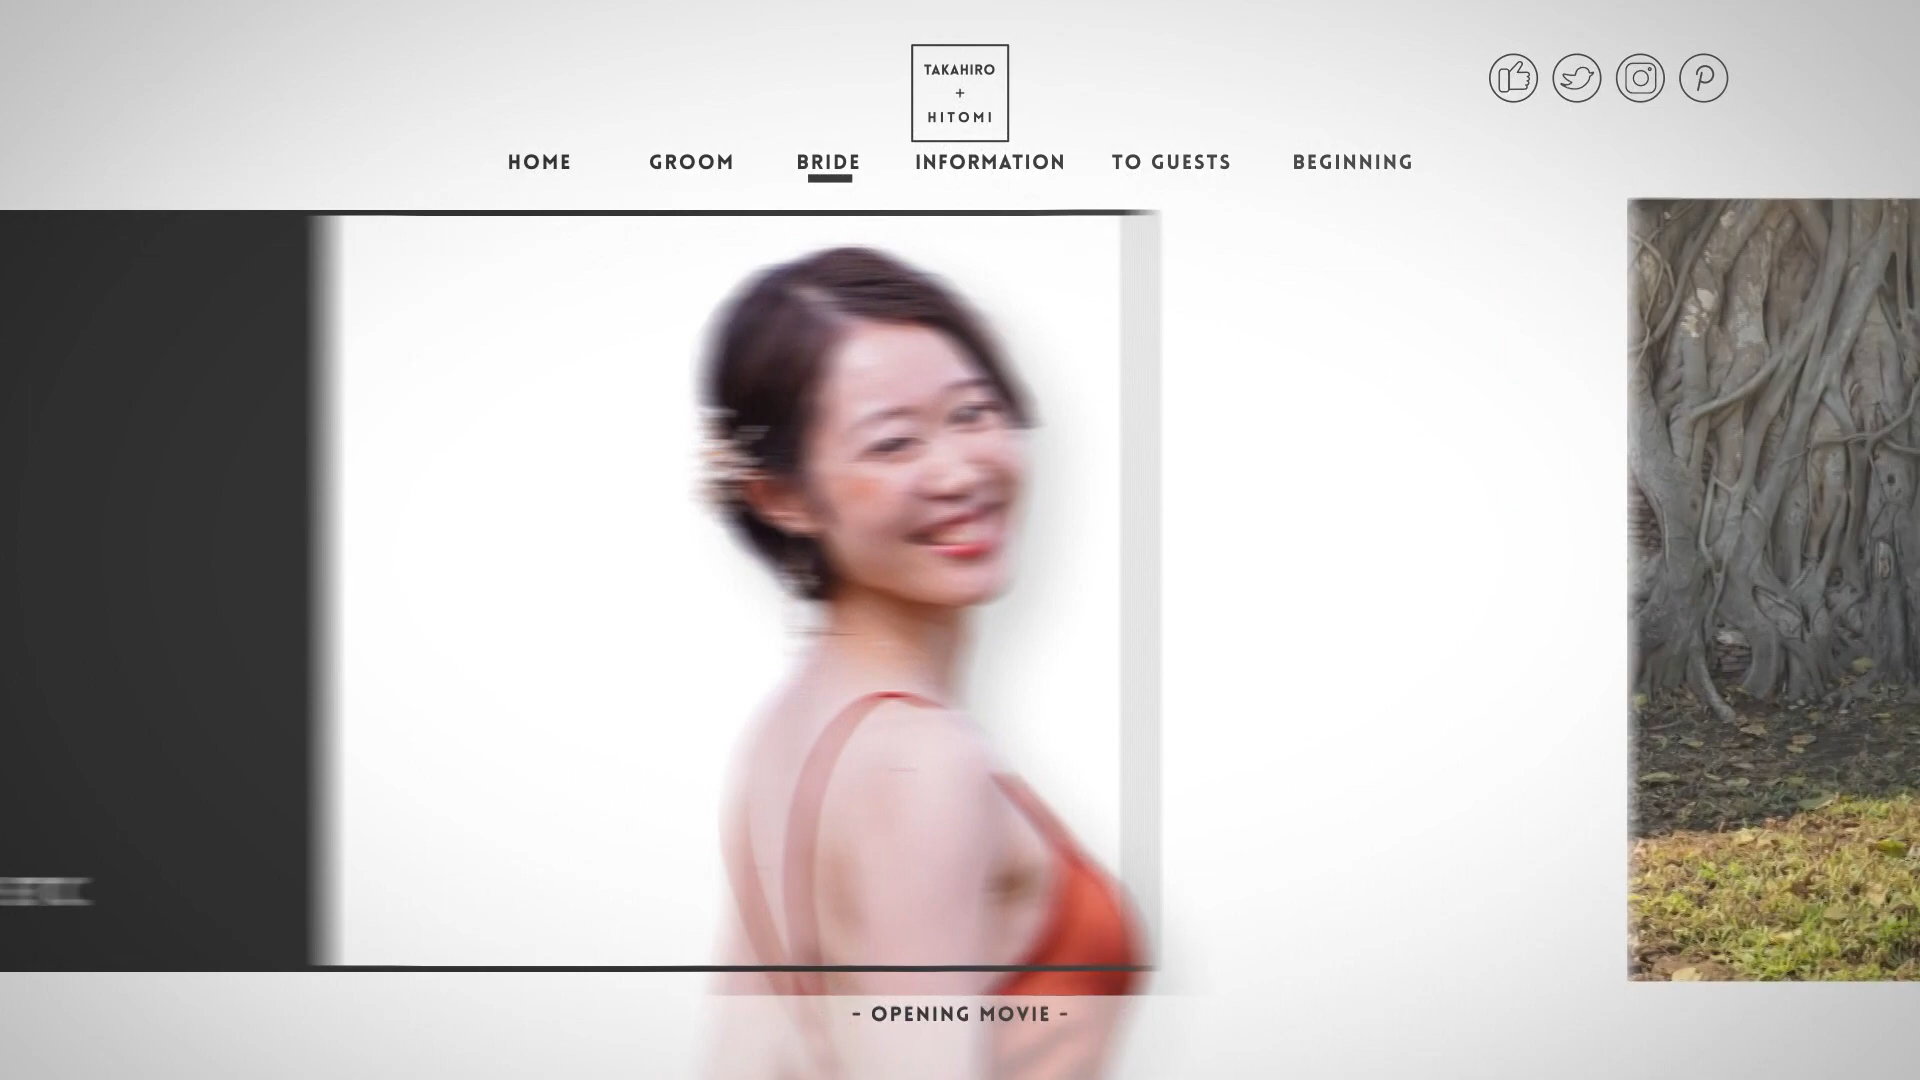 TAKAHIRO
+
HITOMI
HOME GROOM BRIDE INFORMATION TO GUESTS BEGINNING
- OPENING MOVIE -